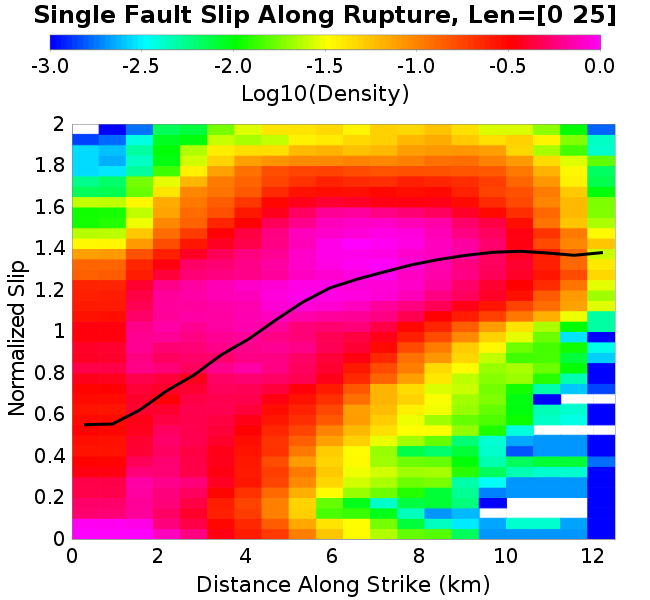 Single Fault Slip Along Rupture, Len=[0 25]
-3.0 -2.5 -2.0 -1.5 -1.0 -0.5 0.0
Log10(Density)
2
1.8
1.6
1.4
1.2
1
0.8
0.6
0.4
0.2
0
Normalized Slip
0 2 4 6 8 10 12
Distance Along Strike (km)